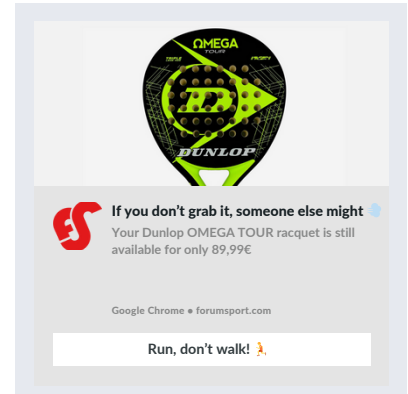 OMEGA
TOUR
DUNLOP
If you don't grab it, someone else might 👋
Your Dunlop OMEGA TOUR racquet is still
available for only 89,99€
Google Chrome • forumsport.com
Run, don't walk! 🏃